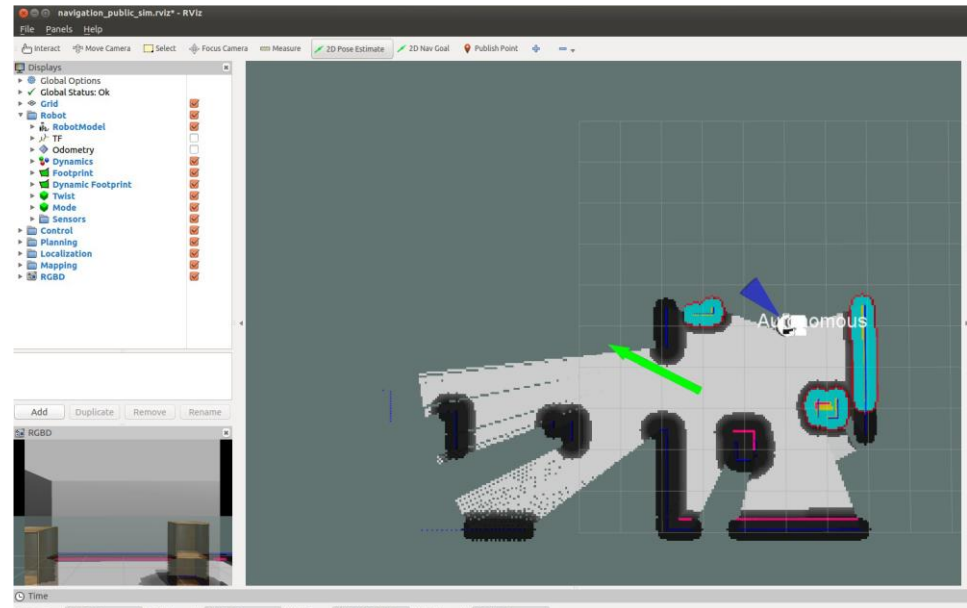 navigation_public_sim.rviz* - RViz
File Panels Help
Interact Move Camera Select Focus Camera Measure 2D Pose Estimate 2D Nav Goal Publish Point
Displays
Global Options
Global Status: Ok
Grid
Robot
RobotModel
TF
Odometry
Dynamics
Footprint
Dynamic Footprint
Twist
Mode
Sensors
Control
Planning
Localization
Mapping
RGBD
Autonomous
Add Duplicate Remove Rename
RGBD
Time